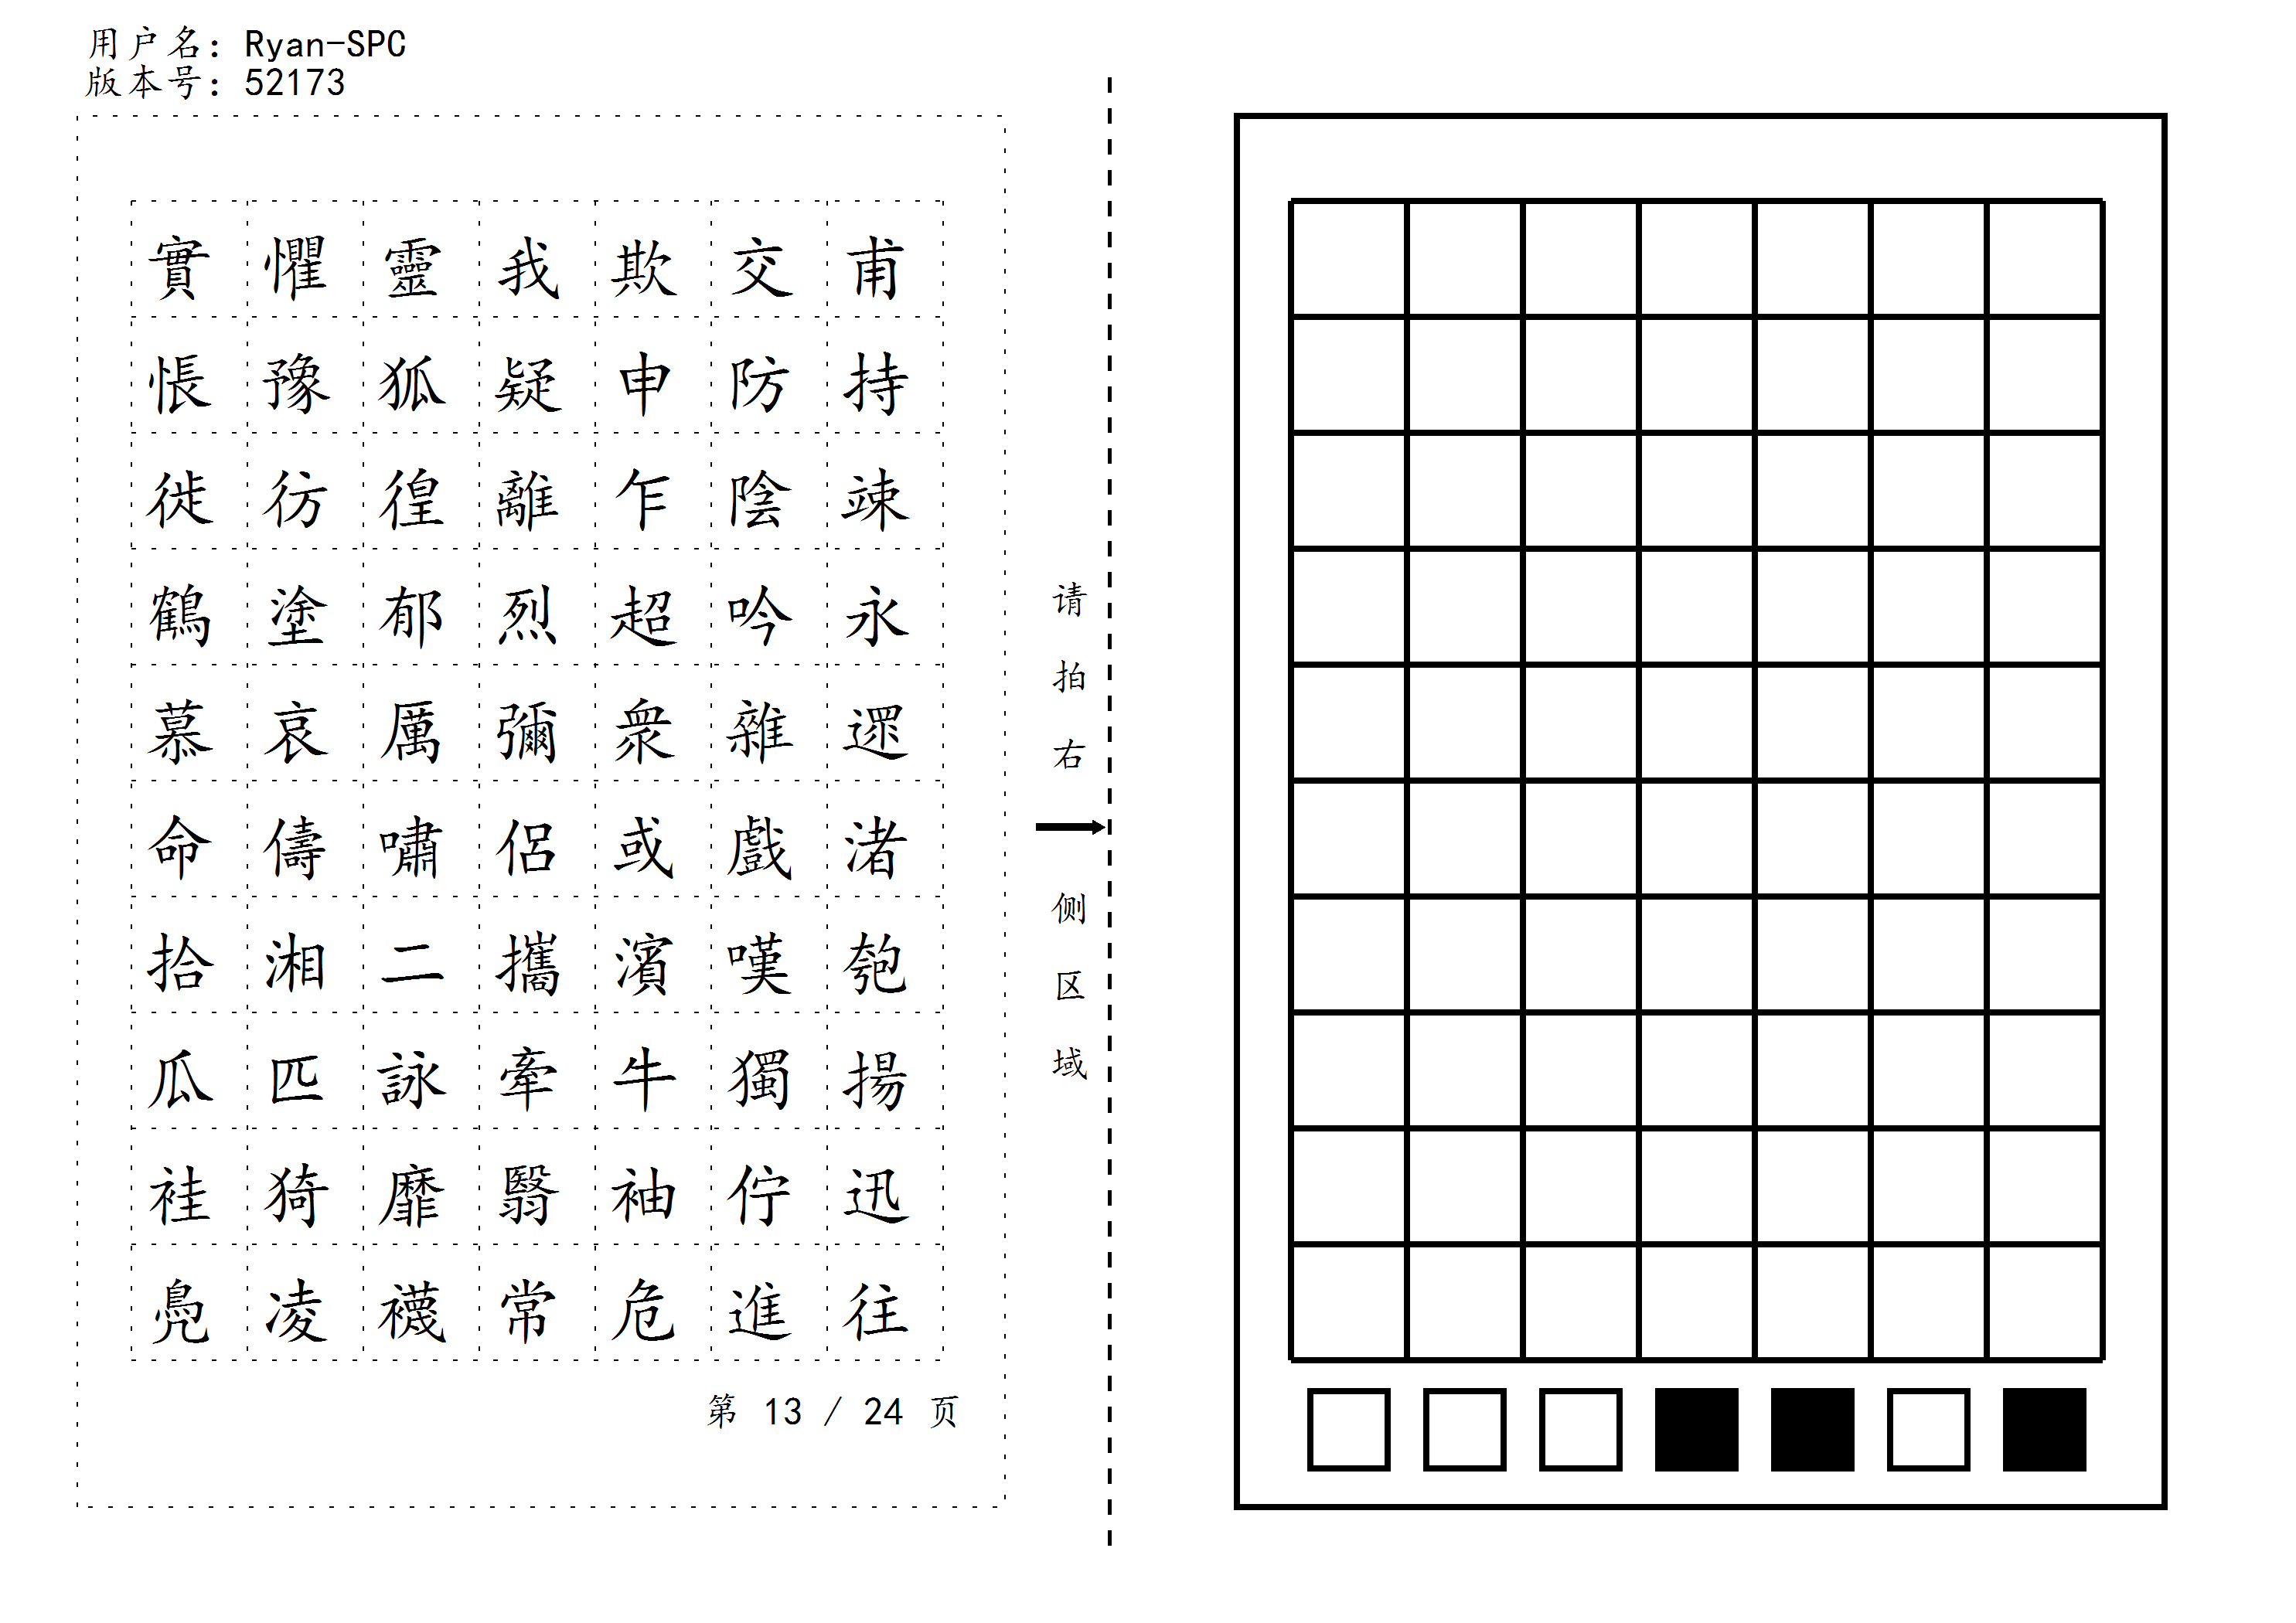 用户名：Ryan-SPC
版本号：52173
實懼靈我欺交甫
悵豫狐疑申防持
徙彷徨離乍陰竦
鶴塗郁烈超吟永
慕哀厲彌衆雜遝
命儔嘯侶或戲渚
拾湘二攜濱嘆匏
瓜匹詠牽牛獨揚
袿猗靡翳袖佇迅
鳧凌襪常危進往
第 13 / 24 页
请拍右侧区域